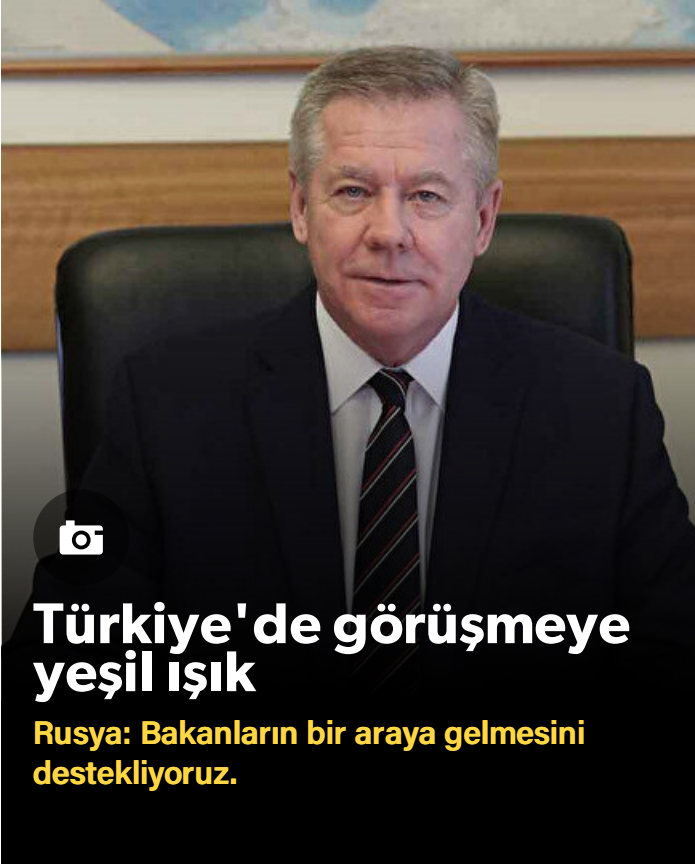 Türkiye'de görüşmeye
yeşil ışık
Rusya: Bakanların bir araya gelmesini
destekliyoruz.